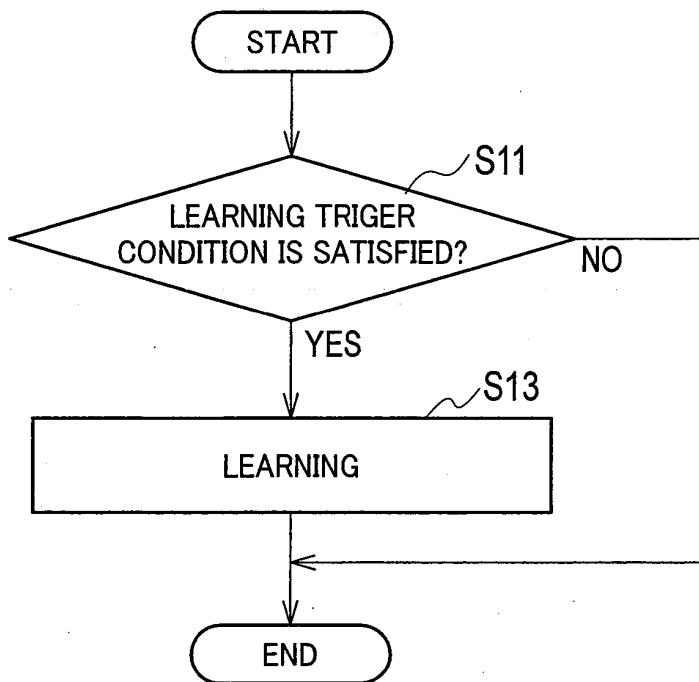 START
S11
LEARNING TRIGER
CONDITION IS SATISFIED?
NO
YES
S13
LEARNING
END